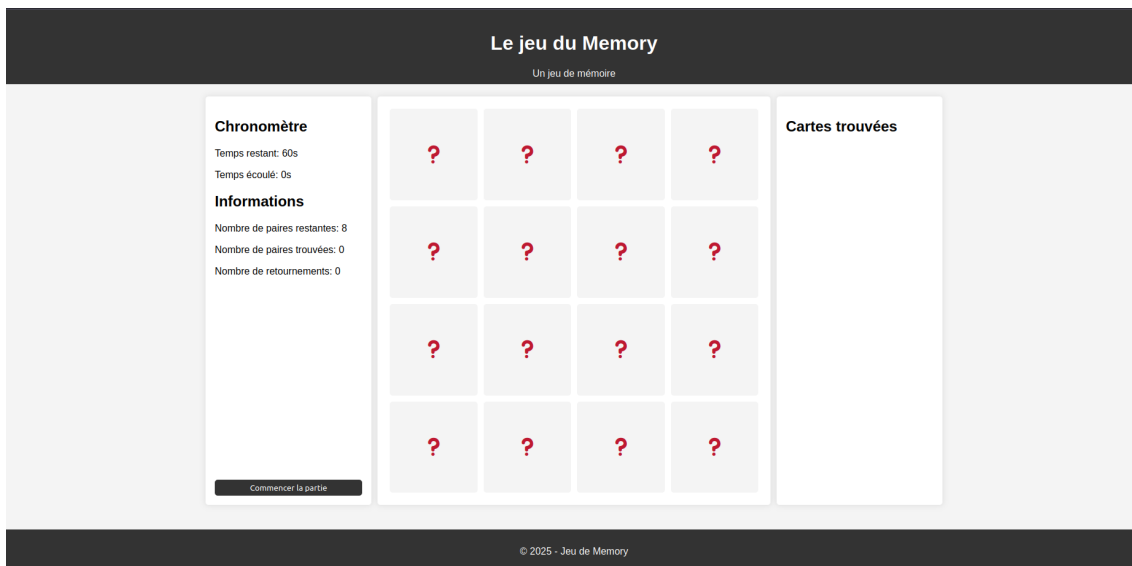 Le jeu du Memory
Un jeu de mémoire
Chronomètre
Temps restant: 60s
Temps écoulé: 0s
Informations
Nombre de paires restantes: 8
Nombre de paires trouvées: 0
Nombre de retournements: 0
Commencer la partie
? ? ? ?
? ? ? ?
? ? ? ?
? ? ? ?
Cartes trouvées
© 2025 - Jeu de Memory